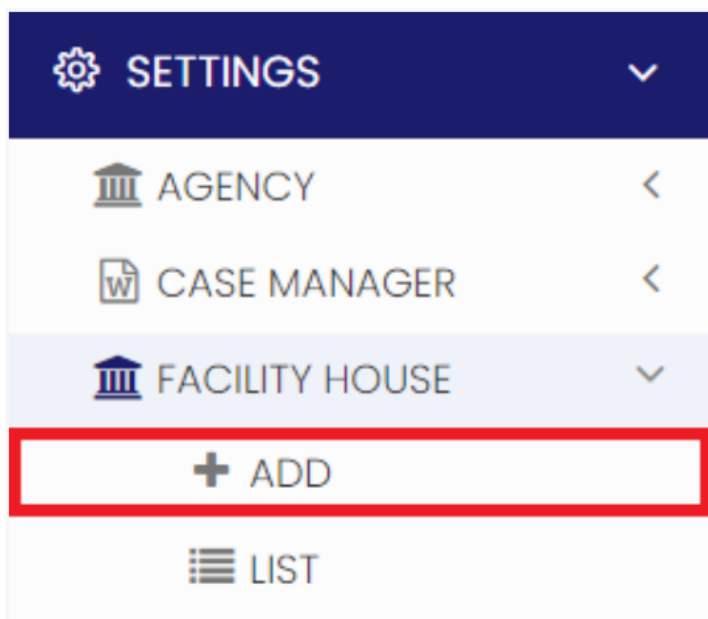 SETTINGS
AGENCY
CASE MANAGER
FACILITY HOUSE
ADD
LIST